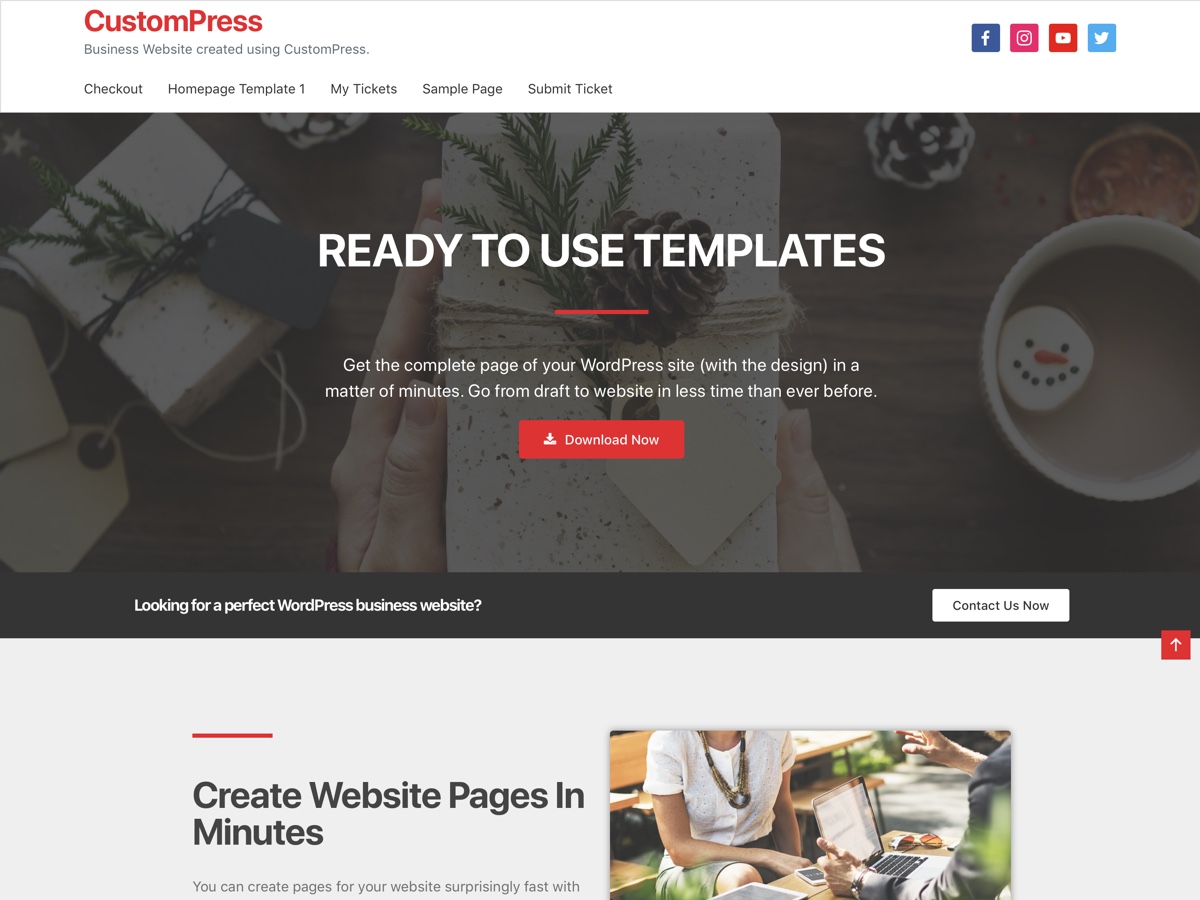 CustomPress
Business Website created using CustomPress.
Checkout
Homepage Template 1
My Tickets
Sample Page
Submit Ticket
READY TO USE TEMPLATES
Get the complete page of your WordPress site (with the design) in a
matter of minutes. Go from draft to website in less time than ever before.
Download Now
Looking for a perfect WordPress business website?
Contact Us Now
Create Website Pages In
Minutes
You can create pages for your website surprisingly fast with